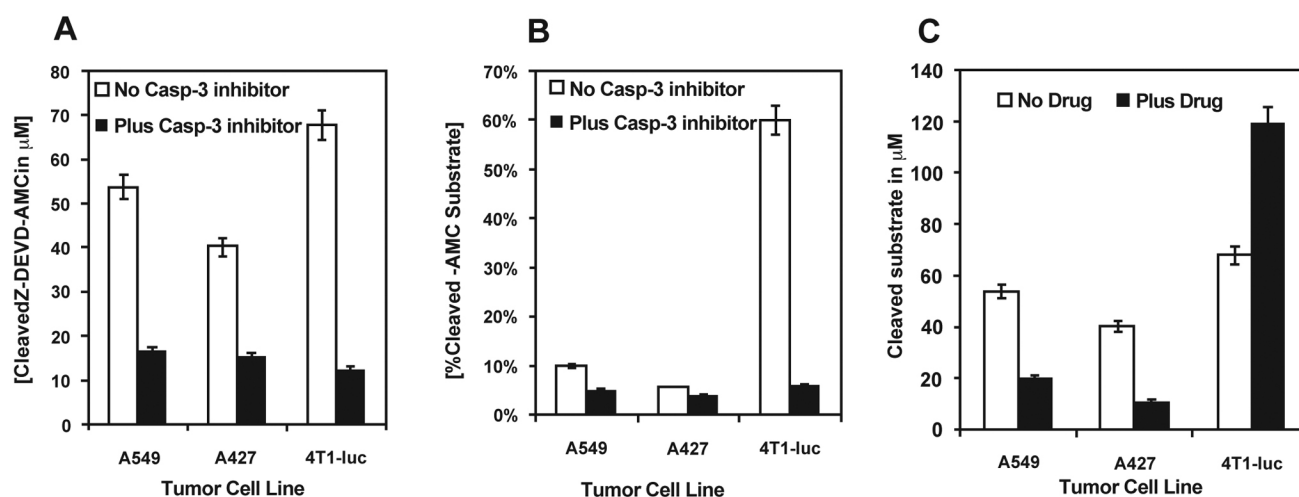 A
[CleavedZ-DEVD-AMCin μM]
80
70
60
50
40
30
20
10
0
No Casp-3 inhibitor
Plus Casp-3 inhibitor
A549 A427 4T1-luc
Tumor Cell Line
B
[%Cleaved -AMC Substrate]
70%
60%
50%
40%
30%
20%
10%
0%
No Casp-3 inhibitor
Plus Casp-3 inhibitor
A549 A427 4T1-luc
Tumor Cell Line
C
Cleaved substrate in μM
140
120
100
80
60
40
20
0
No Drug Plus Drug
A549 A427 4T1-luc
Tumor Cell Line